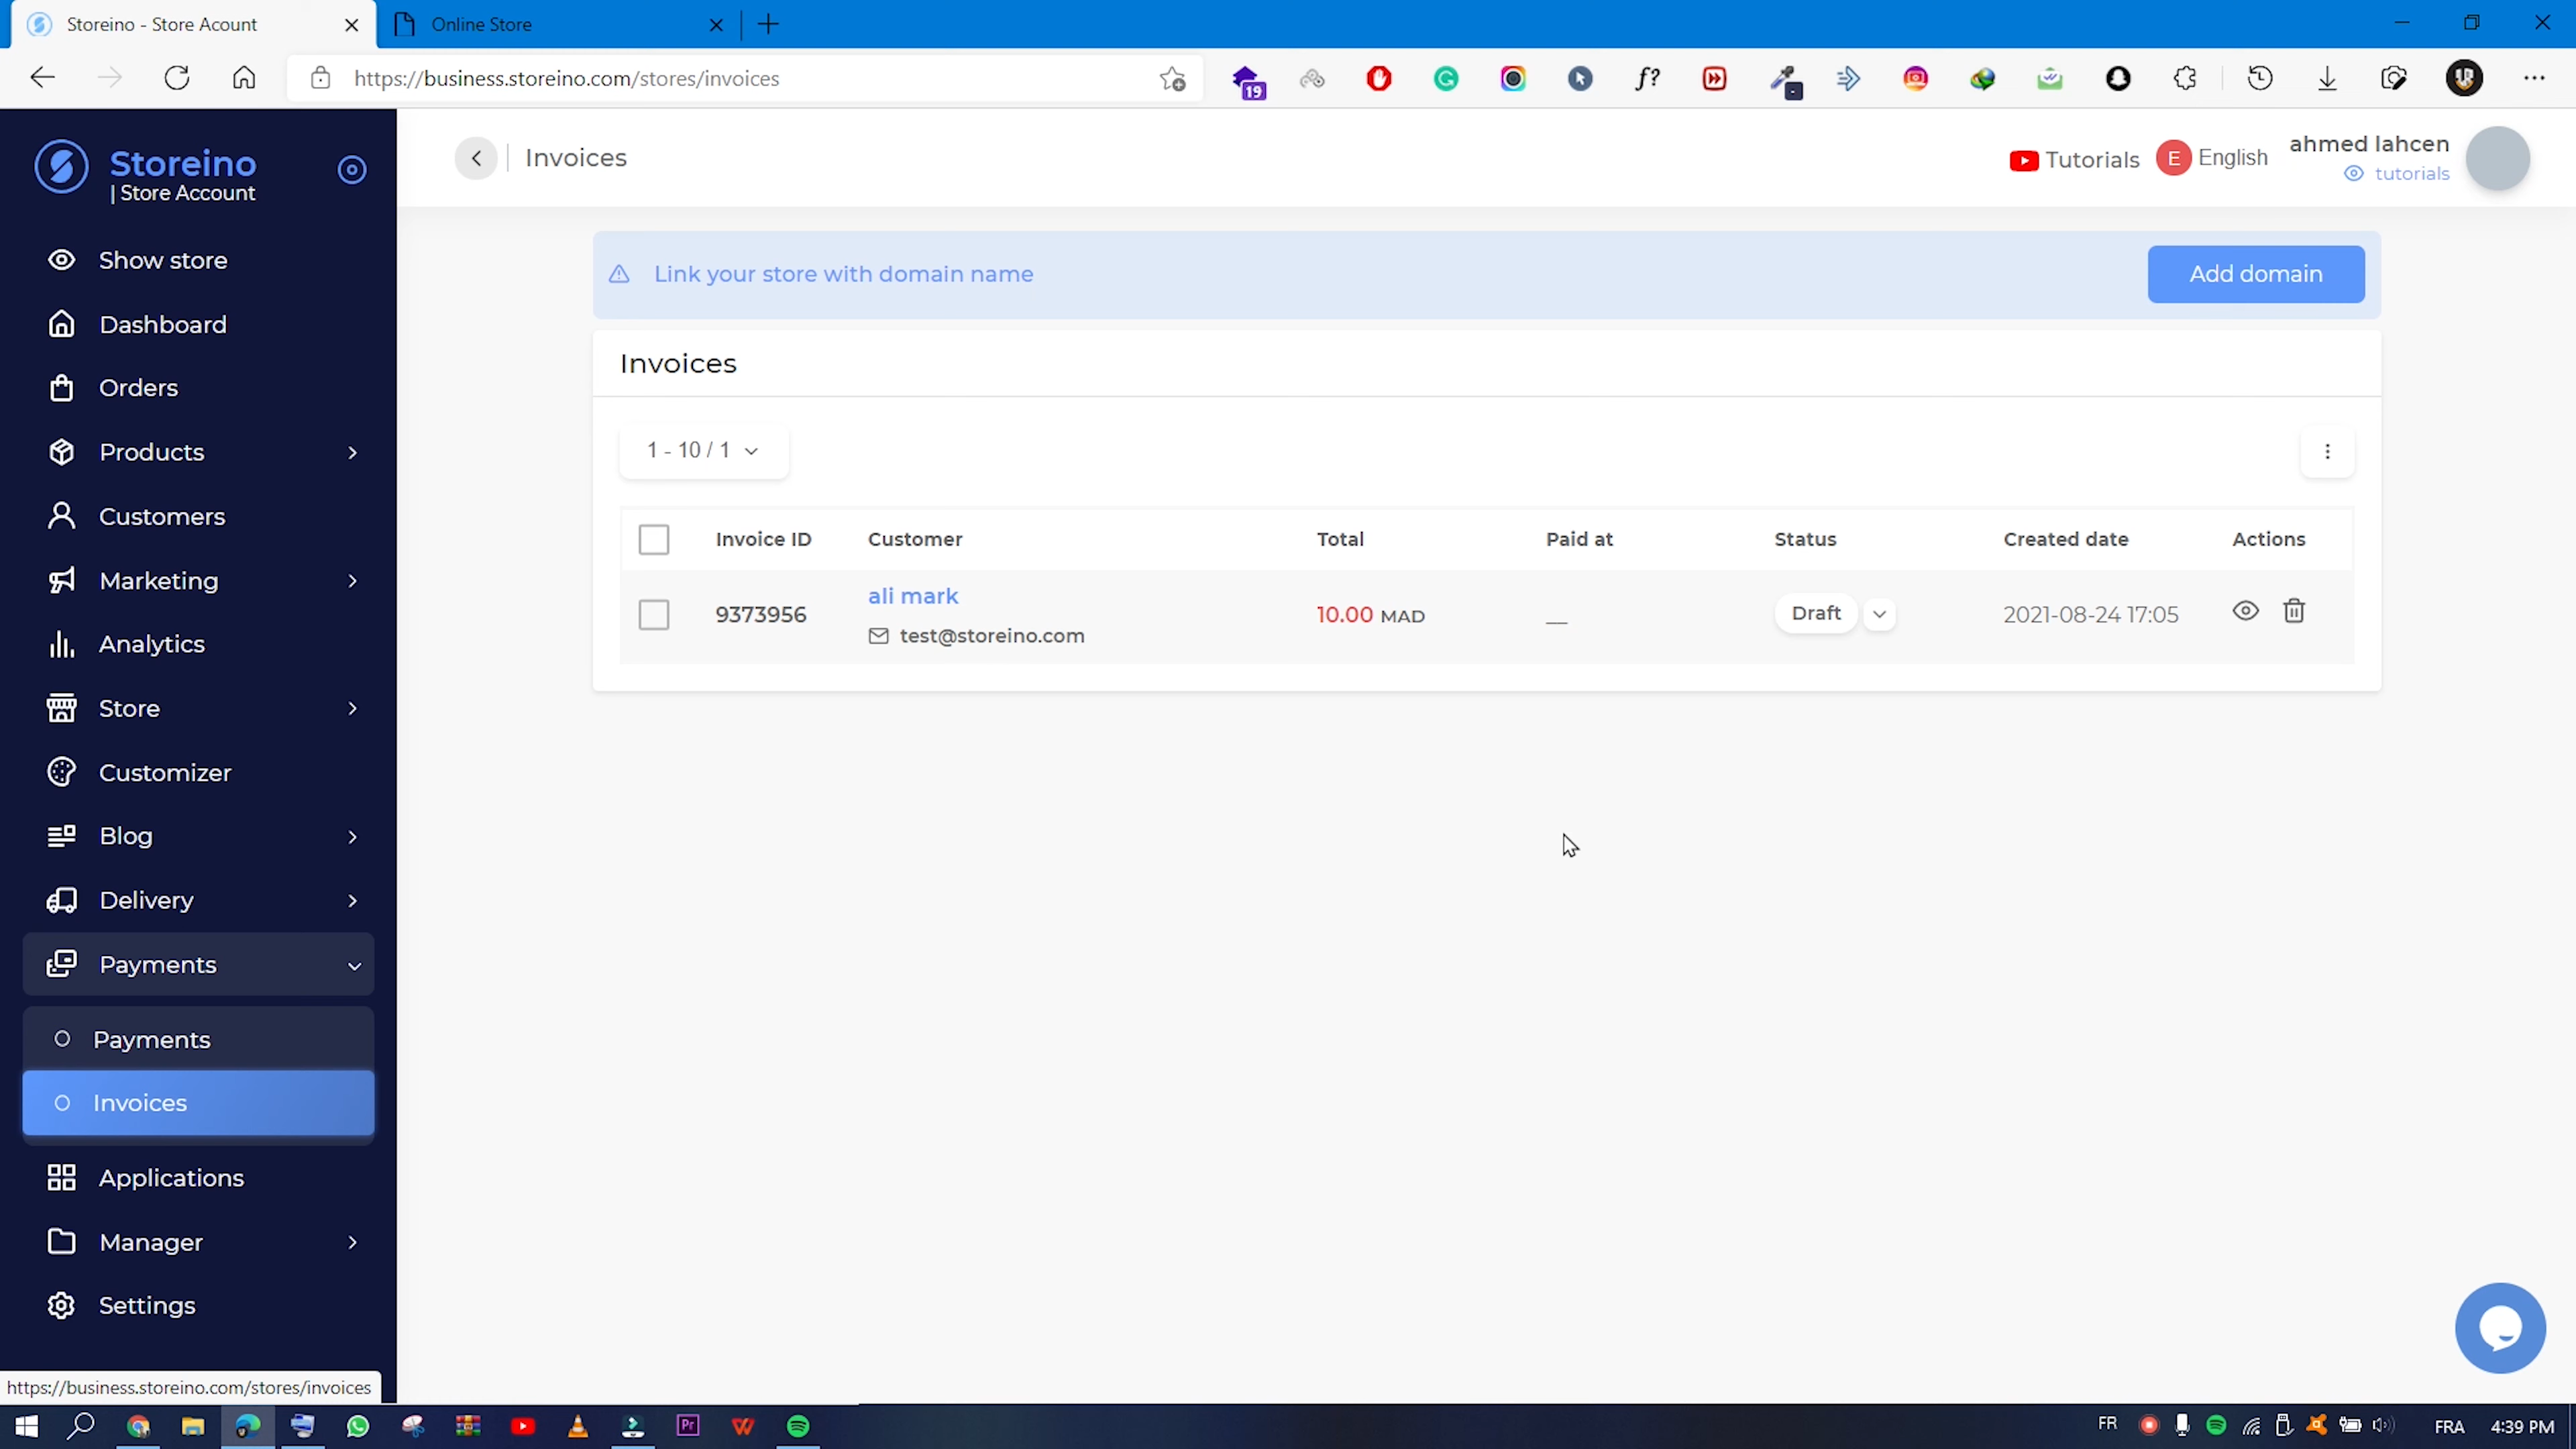 Storeino - Store Acount
Online Store
https://business.storeino.com/stores/invoices
19
f?
Storeino
| Store Account
Invoices
Tutorials
E English
ahmed lahcen
tutorials
Show store
Dashboard
Orders
Products
Customers
Marketing
Analytics
Store
Customizer
Blog
Delivery
Payments
Payments
Invoices
Applications
Manager
Settings
Link your store with domain name
Add domain
Invoices
1 - 10 / 1
Invoice ID Customer Total Paid at Status Created date Actions
9373956 ali mark 10.00 MAD __ Draft 2021-08-24 17:05
test@storeino.com
https://business.storeino.com/stores/invoices
Pr
FR
FRA
4:39 PM